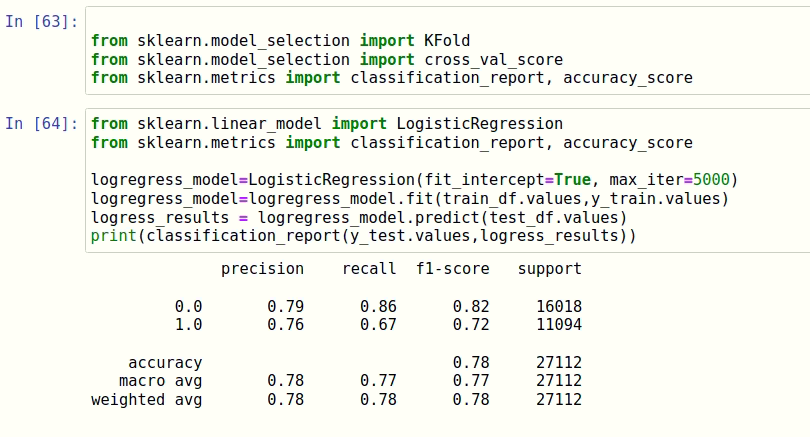 In [63]:
from sklearn.model_selection import KFold
from sklearn.model_selection import cross_val_score
from sklearn.metrics import classification_report, accuracy_score
In [64]:
from sklearn.linear_model import LogisticRegression
from sklearn.metrics import classification_report, accuracy_score
logregress_model=LogisticRegression(fit_intercept=True, max_iter=5000)
logregress_model=logregress_model.fit(train_df.values,y_train.values)
logress_results = logregress_model.predict(test_df.values)
print(classification_report(y_test.values,logress_results))
precision recall f1-score support
0.0 0.79 0.86 0.82 16018
1.0 0.76 0.67 0.72 11094
accuracy 0.78 27112
macro avg 0.78 0.77 0.77 27112
weighted avg 0.78 0.78 0.78 27112